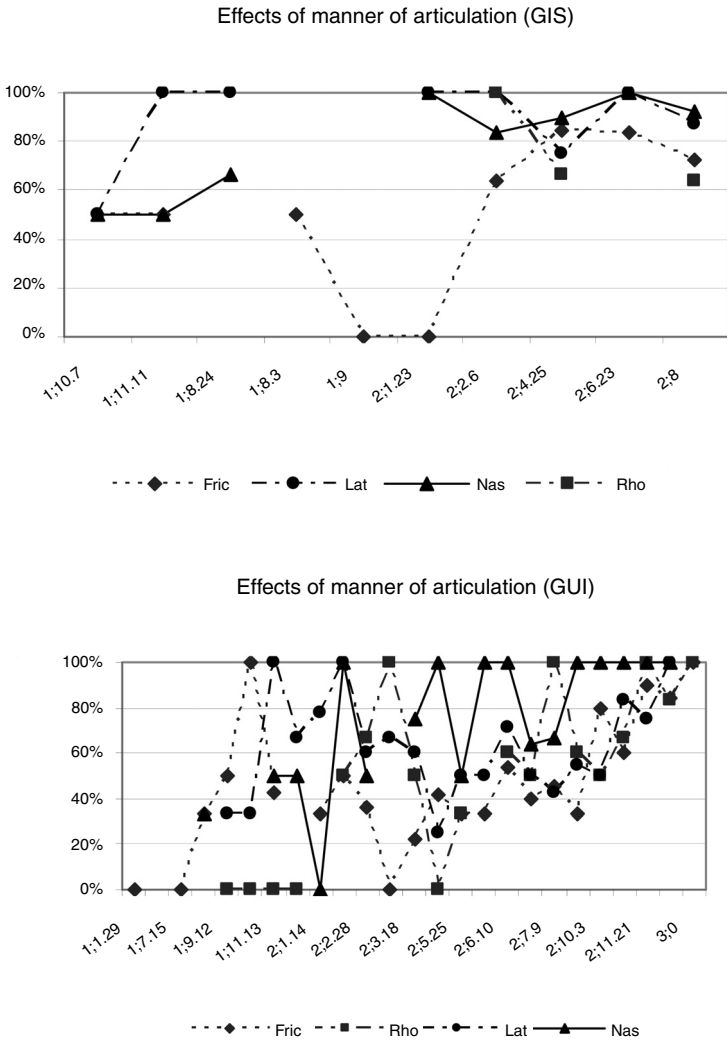 Effects of manner of articulation (GIS)
100%
80%
60%
40%
20%
0%
1;10.7 1;11.11 1;8.24 1;8.3 1;9 2;1.23 2;2.6 2;4.25 2;6.23 2;8
Fric Lat Nas Rho
Effects of manner of articulation (GUI)
100%
80%
60%
40%
20%
0%
1;1.29 1;7.15 1;9.12 1;11.13 2;1.14 2;2.28 2;3.18 2;5.25 2;6.10 2;7.9 2;10.3 2;11.21 3;0
Fric Rho Lat Nas